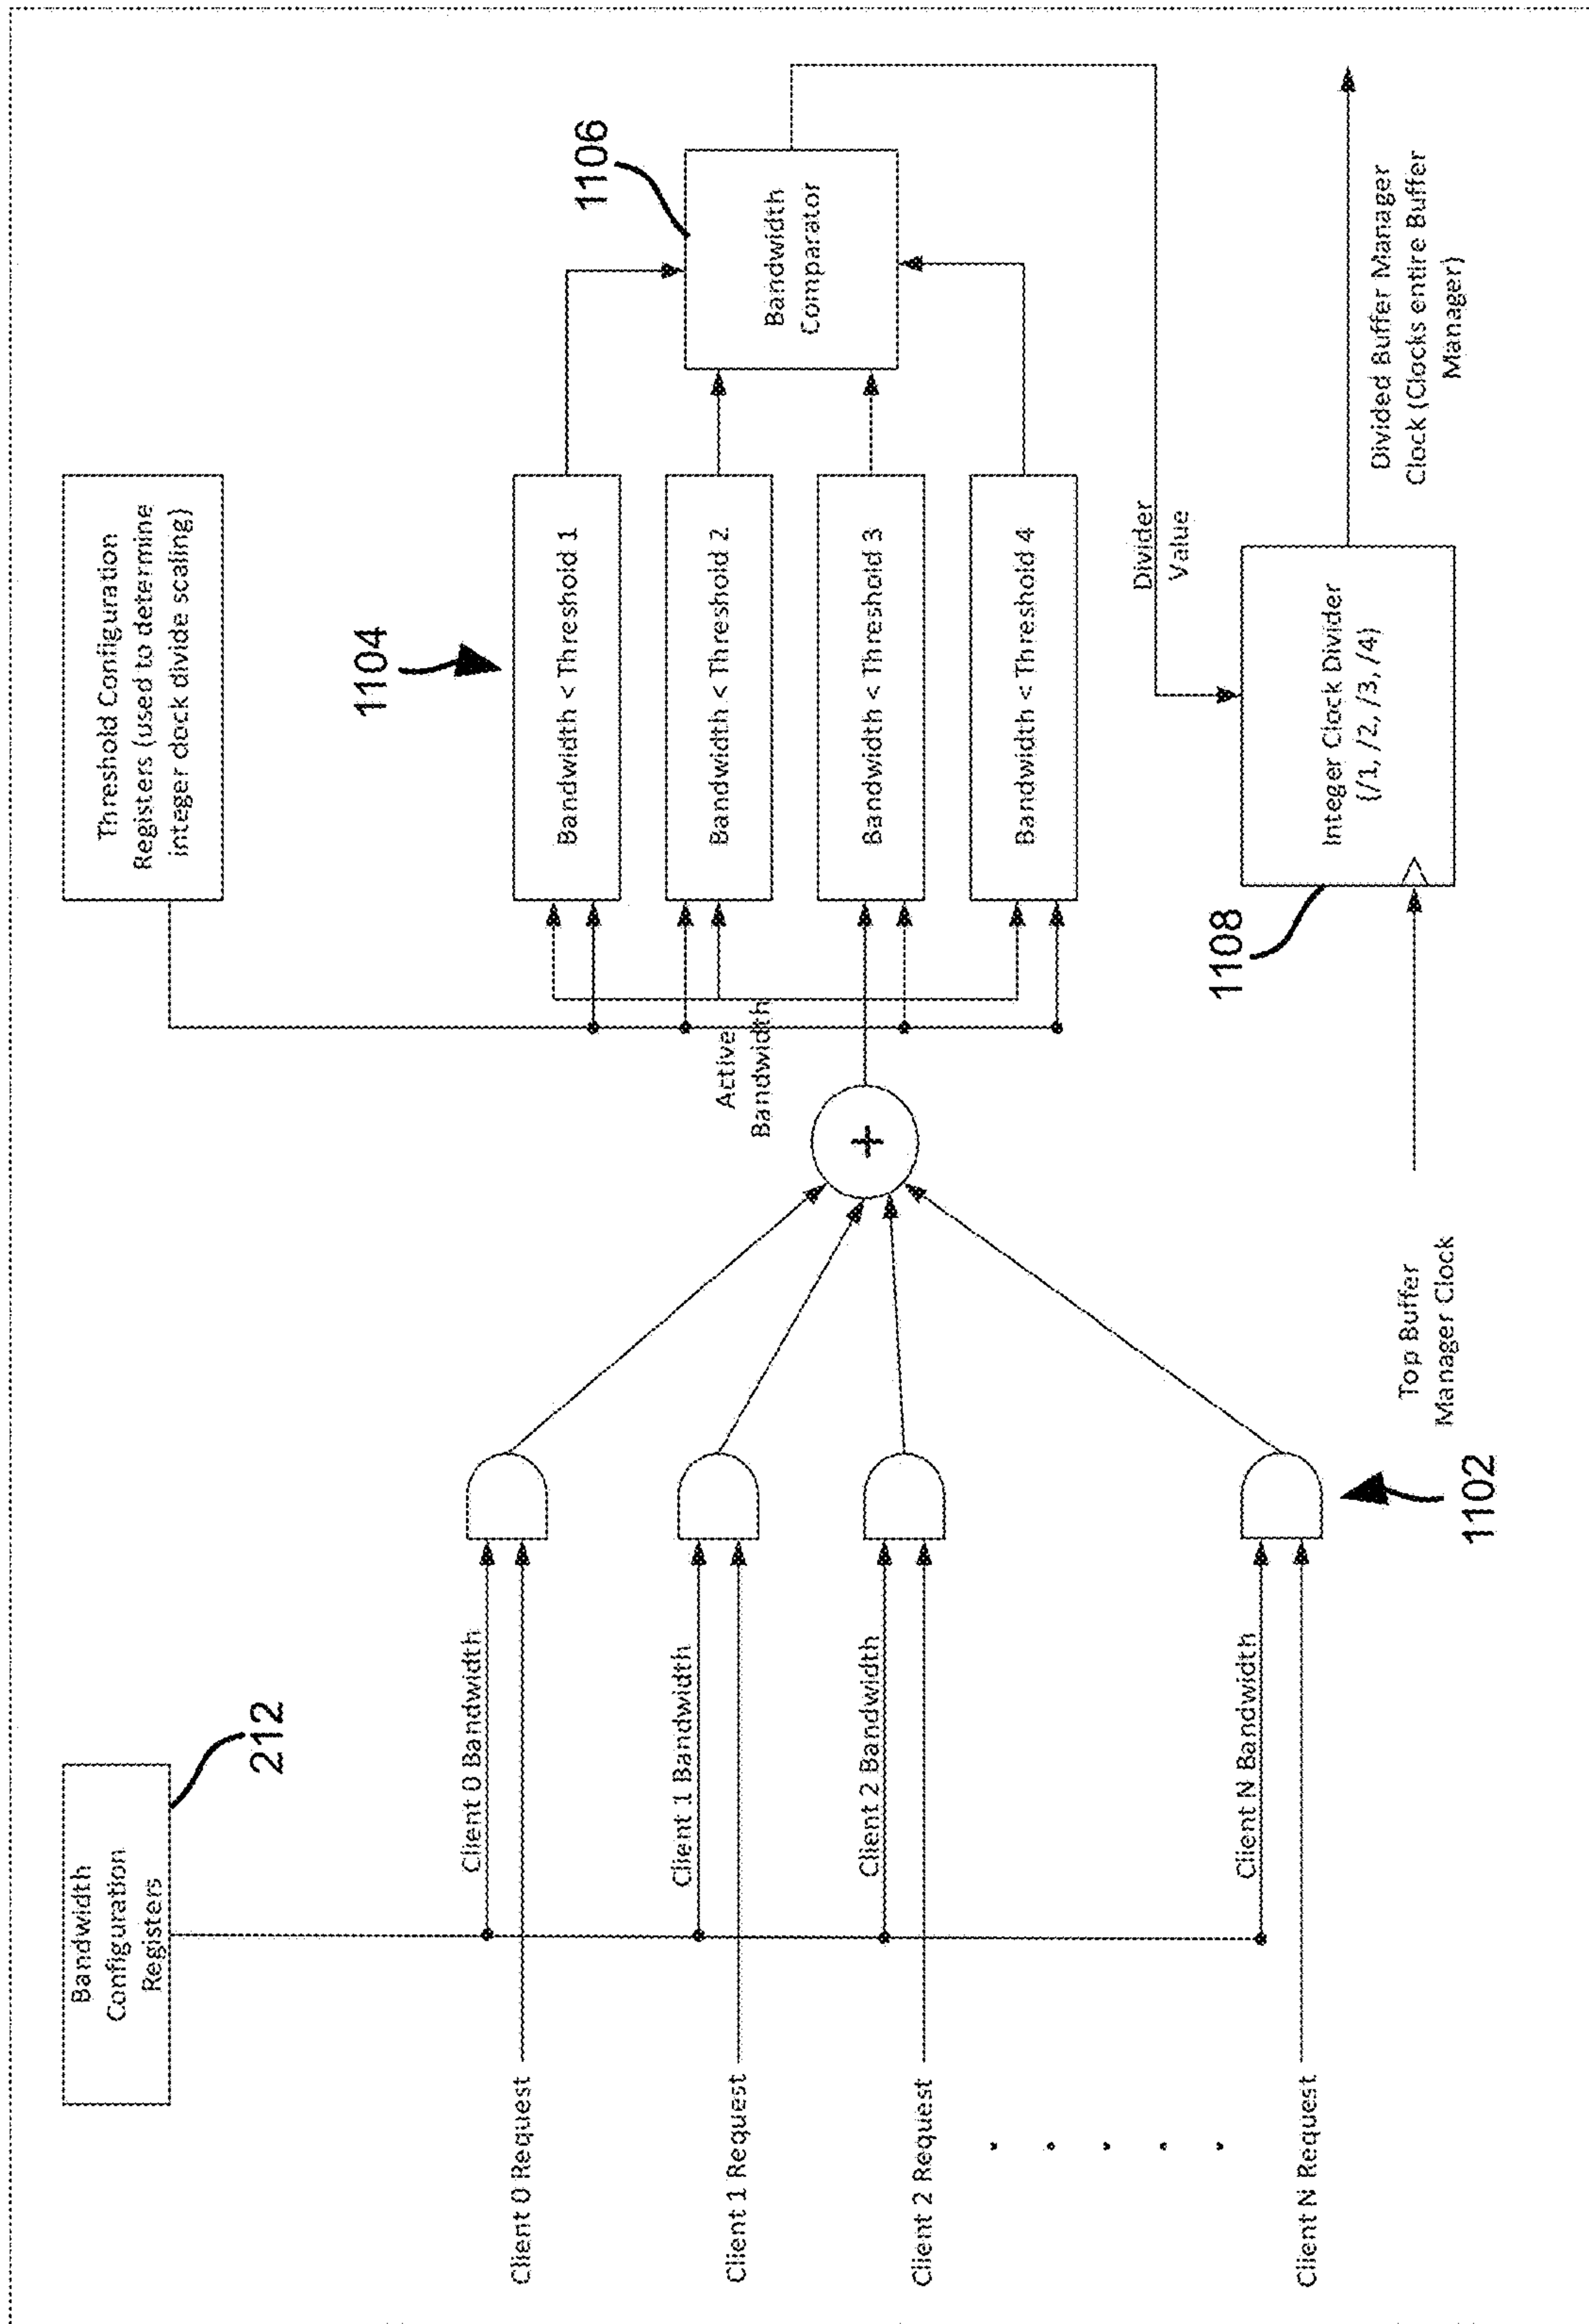 Bandwidth
Configuration
Registers
212
Client 0 Request
Client 0 Bandwidth
Client 1 Request
Client 1 Bandwidth
Client 2 Request
Client 2 Bandwidth
Client N Request
Client N Bandwidth
1102
+
Active
Bandwidth
Threshold Configuration
Registers (used to determine
integer clock divide scaling)
1104
Bandwidth < Threshold 1
Bandwidth < Threshold 2
Bandwidth < Threshold 3
Bandwidth < Threshold 4
1106
Bandwidth
Comparator
Divider
Value
Top Buffer
Manager Clock
1108
Integer Clock Divider
(/1, /2, /3, /4)
Divided Buffer Manager
Clock (Clocks entire Buffer
Manager)